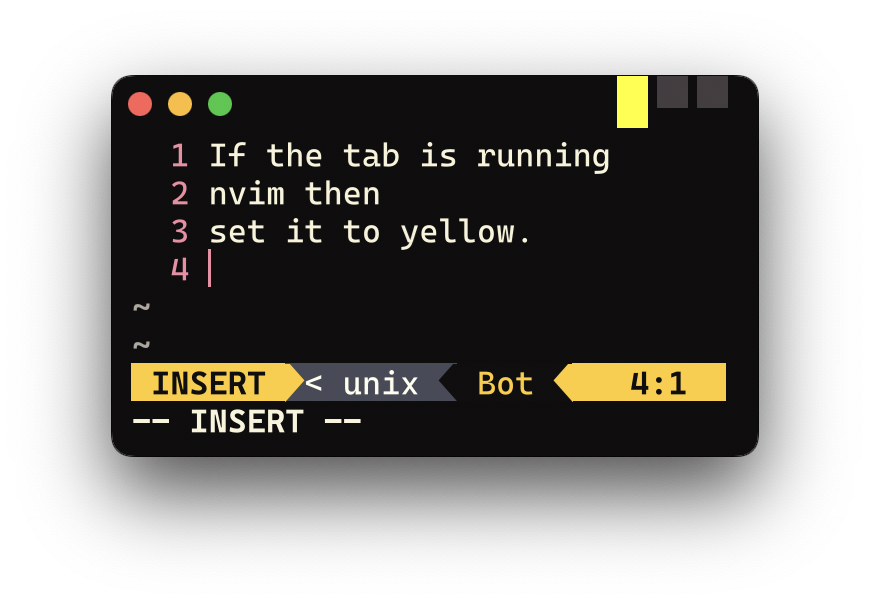 1 If the tab is running
2 nvim then
3 set it to yellow.
4
~
~
INSERT < unix Bot 4:1
-- INSERT --